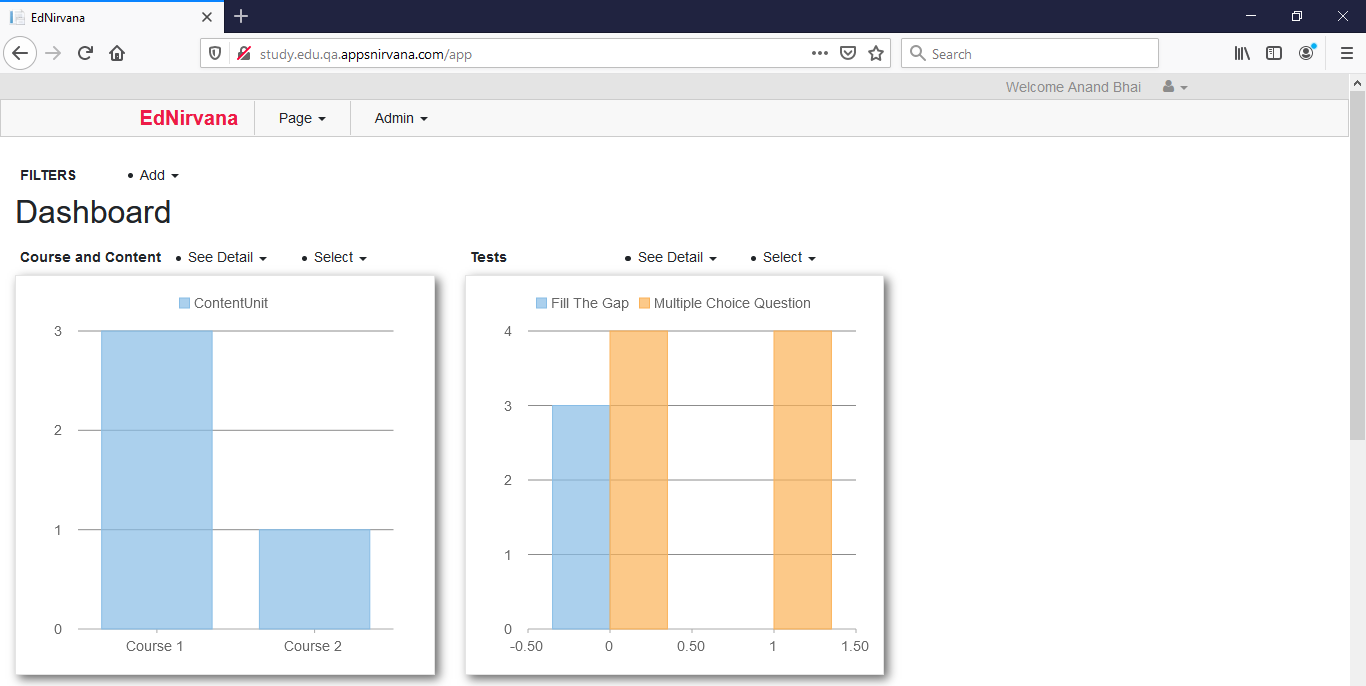 EdNirvana
study.edu.qa.appsnirvana.com/app
Search
Welcome Anand Bhai
EdNirvana Page Admin
FILTERS • Add
Dashboard
Course and Content • See Detail • Select
Tests • See Detail • Select
ContentUnit
3
2
1
0
Course 1 Course 2
Fill The Gap Multiple Choice Question
4
3
2
1
0
-0.50 0 0.50 1 1.50